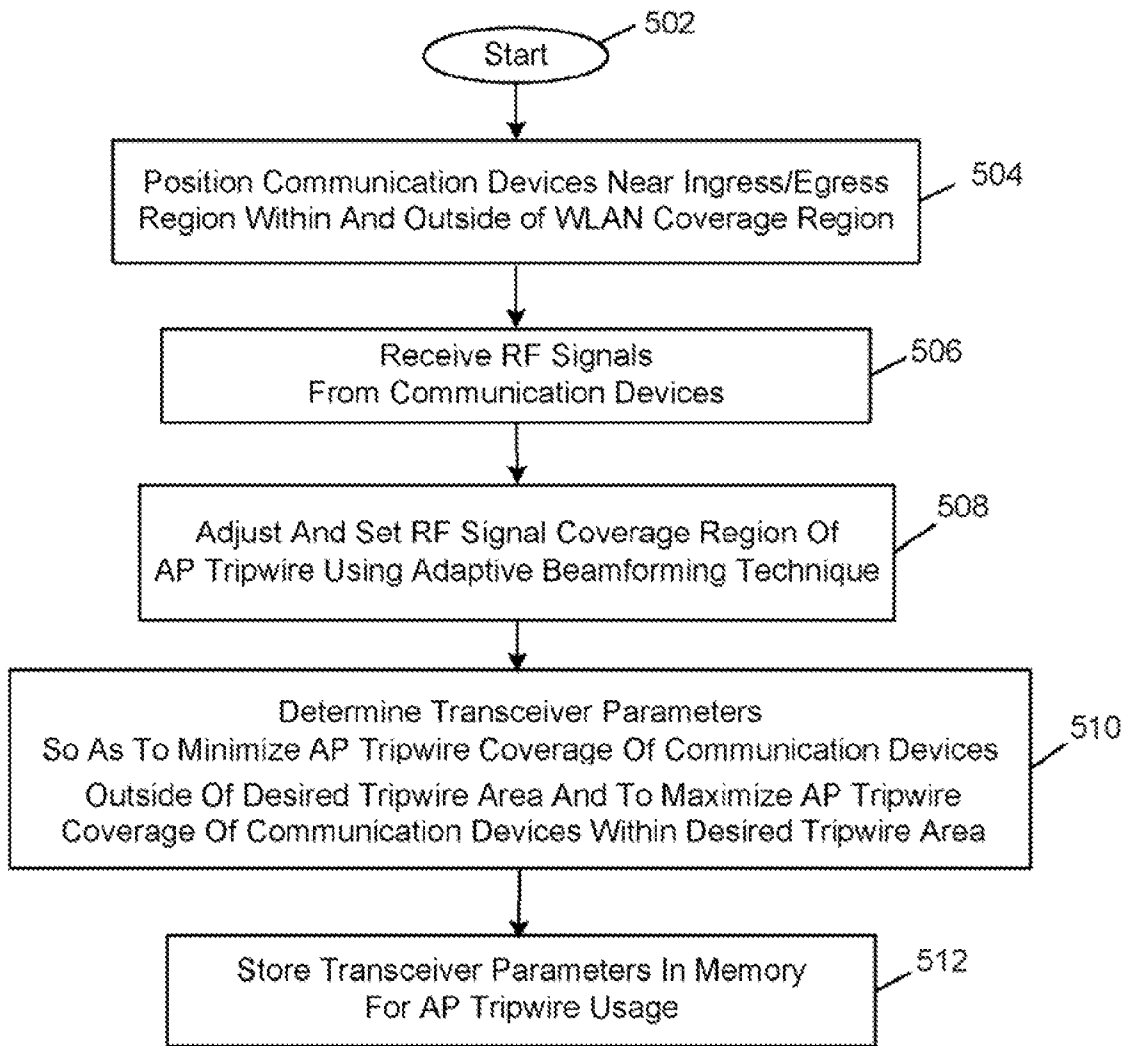 502
Start
504
Position Communication Devices Near Ingress/Egress
Region Within And Outside of WLAN Coverage Region
506
Receive RF Signals
From Communication Devices
508
Adjust And Set RF Signal Coverage Region Of
AP Tripwire Using Adaptive Beamforming Technique
510
Determine Transceiver Parameters
So As To Minimize AP Tripwire Coverage Of Communication Devices
Outside Of Desired Tripwire Area And To Maximize AP Tripwire
Coverage Of Communication Devices Within Desired Tripwire Area
512
Store Transceiver Parameters In Memory
For AP Tripwire Usage